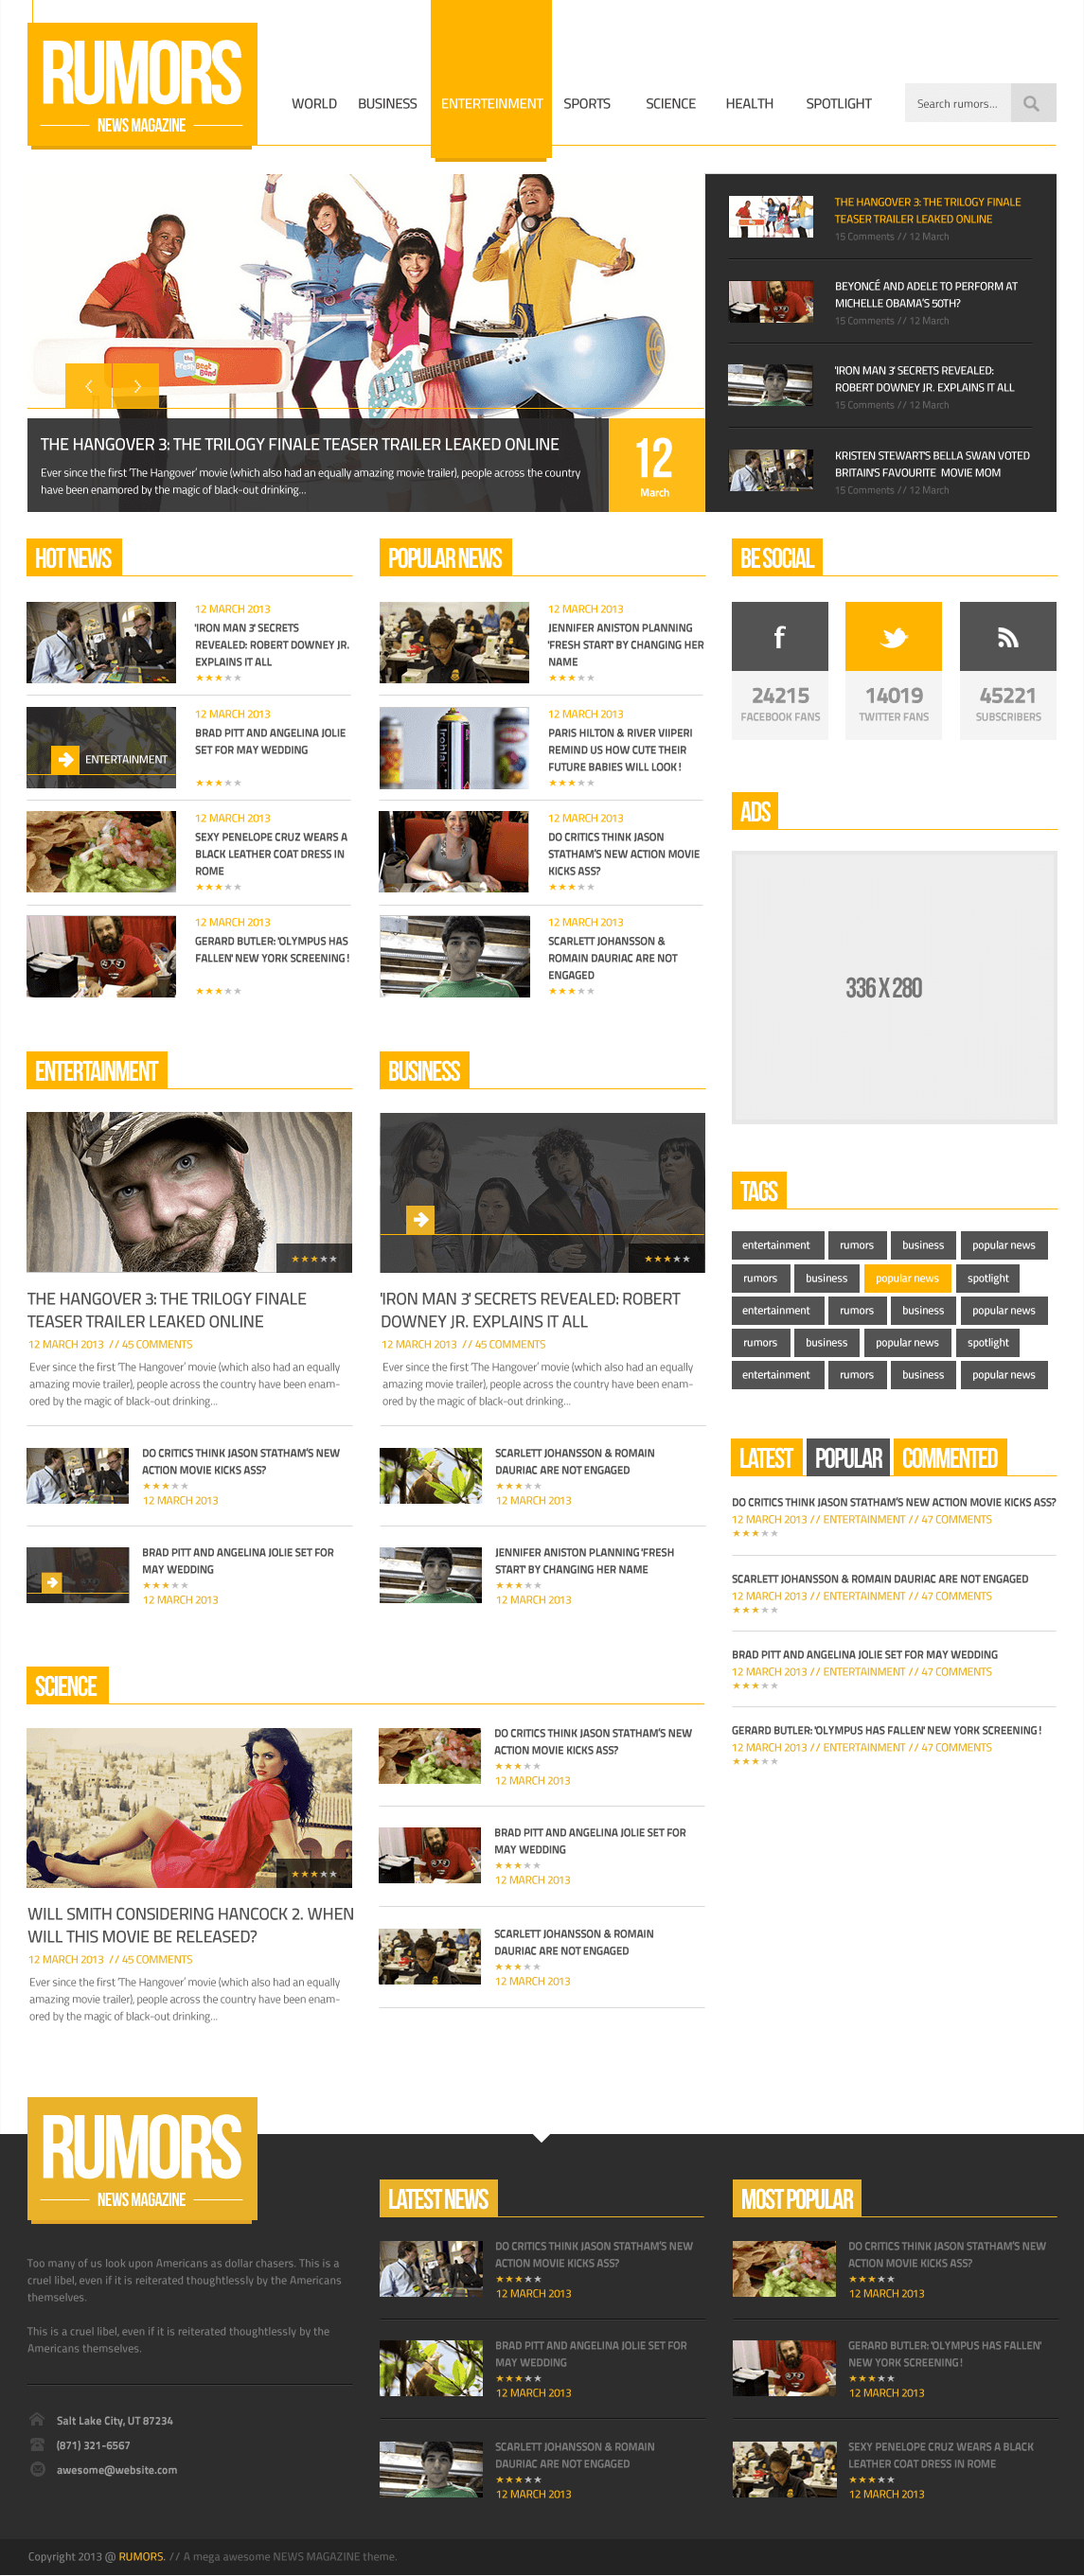 RUMORS
NEWS MAGAZINE
WORLD
BUSINESS
ENTERTEINMENT
SPORTS
SCIENCE
HEALTH
SPOTLIGHT
Search rumors...
the Fresh Beat Band
THE HANGOVER 3: THE TRILOGY FINALE TEASER TRAILER LEAKED ONLINE
Ever since the first 'The Hangover' movie (which also had an equally amazing movie trailer), people across the country
have been enamored by the magic of black-out drinking...
12
March
THE HANGOVER 3: THE TRILOGY FINALE
TEASER TRAILER LEAKED ONLINE
15 Comments // 12 March
BEYONCÉ AND ADELE TO PERFORM AT
MICHELLE OBAMA'S 50TH?
15 Comments // 12 March
'IRON MAN 3' SECRETS REVEALED:
ROBERT DOWNEY JR. EXPLAINS IT ALL
15 Comments // 12 March
KRISTEN STEWART'S BELLA SWAN VOTED
BRITAIN'S FAVOURITE MOVIE MOM
15 Comments // 12 March
HOT NEWS
12 MARCH 2013
'IRON MAN 3' SECRETS
REVEALED: ROBERT DOWNEY JR.
EXPLAINS IT ALL
ENTERTAINMENT
12 MARCH 2013
BRAD PITT AND ANGELINA JOLIE
SET FOR MAY WEDDING
12 MARCH 2013
SEXY PENELOPE CRUZ WEARS A
BLACK LEATHER COAT DRESS IN
ROME
12 MARCH 2013
GERARD BUTLER: 'OLYMPUS HAS
FALLEN' NEW YORK SCREENING!
POPULAR NEWS
12 MARCH 2013
JENNIFER ANISTON PLANNING
'FRESH START' BY CHANGING HER
NAME
12 MARCH 2013
PARIS HILTON & RIVER VIIPERI
REMIND US HOW CUTE THEIR
FUTURE BABIES WILL LOOK!
12 MARCH 2013
DO CRITICS THINK JASON
STATHAM'S NEW ACTION MOVIE
KICKS ASS?
12 MARCH 2013
SCARLETT JOHANSSON &
ROMAIN DAURIAC ARE NOT
ENGAGED
BE SOCIAL
f
24215
FACEBOOK FANS
14019
TWITTER FANS
45221
SUBSCRIBERS
ADS
336 X 280
ENTERTAINMENT
THE HANGOVER 3: THE TRILOGY FINALE
TEASER TRAILER LEAKED ONLINE
12 MARCH 2013 // 45 COMMENTS
Ever since the first 'The Hangover' movie (which also had an equally
amazing movie trailer), people across the country have been enam-
ored by the magic of black-out drinking...
DO CRITICS THINK JASON STATHAM'S NEW
ACTION MOVIE KICKS ASS?
12 MARCH 2013
BRAD PITT AND ANGELINA JOLIE SET FOR
MAY WEDDING
12 MARCH 2013
BUSINESS
'IRON MAN 3' SECRETS REVEALED: ROBERT
DOWNEY JR. EXPLAINS IT ALL
12 MARCH 2013 // 45 COMMENTS
Ever since the first 'The Hangover' movie (which also had an equally
amazing movie trailer), people across the country have been enam-
ored by the magic of black-out drinking...
SCARLETT JOHANSSON & ROMAIN
DAURIAC ARE NOT ENGAGED
12 MARCH 2013
JENNIFER ANISTON PLANNING 'FRESH
START' BY CHANGING HER NAME
12 MARCH 2013
TAGS
entertainment rumors business popular news
rumors business popular news spotlight
entertainment rumors business popular news
rumors business popular news spotlight
entertainment rumors business popular news
LATEST POPULAR COMMENTED
DO CRITICS THINK JASON STATHAM'S NEW ACTION MOVIE KICKS ASS?
12 MARCH 2013 // ENTERTAINMENT // 47 COMMENTS
SCARLETT JOHANSSON & ROMAIN DAURIAC ARE NOT ENGAGED
12 MARCH 2013 // ENTERTAINMENT // 47 COMMENTS
BRAD PITT AND ANGELINA JOLIE SET FOR MAY WEDDING
12 MARCH 2013 // ENTERTAINMENT // 47 COMMENTS
GERARD BUTLER: 'OLYMPUS HAS FALLEN' NEW YORK SCREENING!
12 MARCH 2013 // ENTERTAINMENT // 47 COMMENTS
SCIENCE
WILL SMITH CONSIDERING HANCOCK 2. WHEN
WILL THIS MOVIE BE RELEASED?
12 MARCH 2013 // 45 COMMENTS
Ever since the first 'The Hangover' movie (which also had an equally
amazing movie trailer), people across the country have been enam-
ored by the magic of black-out drinking...
DO CRITICS THINK JASON STATHAM'S NEW
ACTION MOVIE KICKS ASS?
12 MARCH 2013
BRAD PITT AND ANGELINA JOLIE SET FOR
MAY WEDDING
12 MARCH 2013
SCARLETT JOHANSSON & ROMAIN
DAURIAC ARE NOT ENGAGED
12 MARCH 2013
RUMORS
NEWS MAGAZINE
Too many of us look upon Americans as dollar chasers. This is a
cruel libel, even if it is reiterated thoughtlessly by the Americans
themselves.
This is a cruel libel, even if it is reiterated thoughtlessly by the
Americans themselves.
Salt Lake City, UT 87234
(871) 321-6567
awesome@website.com
LATEST NEWS
DO CRITICS THINK JASON STATHAM'S NEW
ACTION MOVIE KICKS ASS?
12 MARCH 2013
BRAD PITT AND ANGELINA JOLIE SET FOR
MAY WEDDING
12 MARCH 2013
SCARLETT JOHANSSON & ROMAIN
DAURIAC ARE NOT ENGAGED
12 MARCH 2013
MOST POPULAR
DO CRITICS THINK JASON STATHAM'S NEW
ACTION MOVIE KICKS ASS?
12 MARCH 2013
GERARD BUTLER: 'OLYMPUS HAS FALLEN'
NEW YORK SCREENING!
12 MARCH 2013
SEXY PENELOPE CRUZ WEARS A BLACK
LEATHER COAT DRESS IN ROME
12 MARCH 2013
Copyright 2013 @ RUMORS. // A mega awesome NEWS MAGAZINE theme.